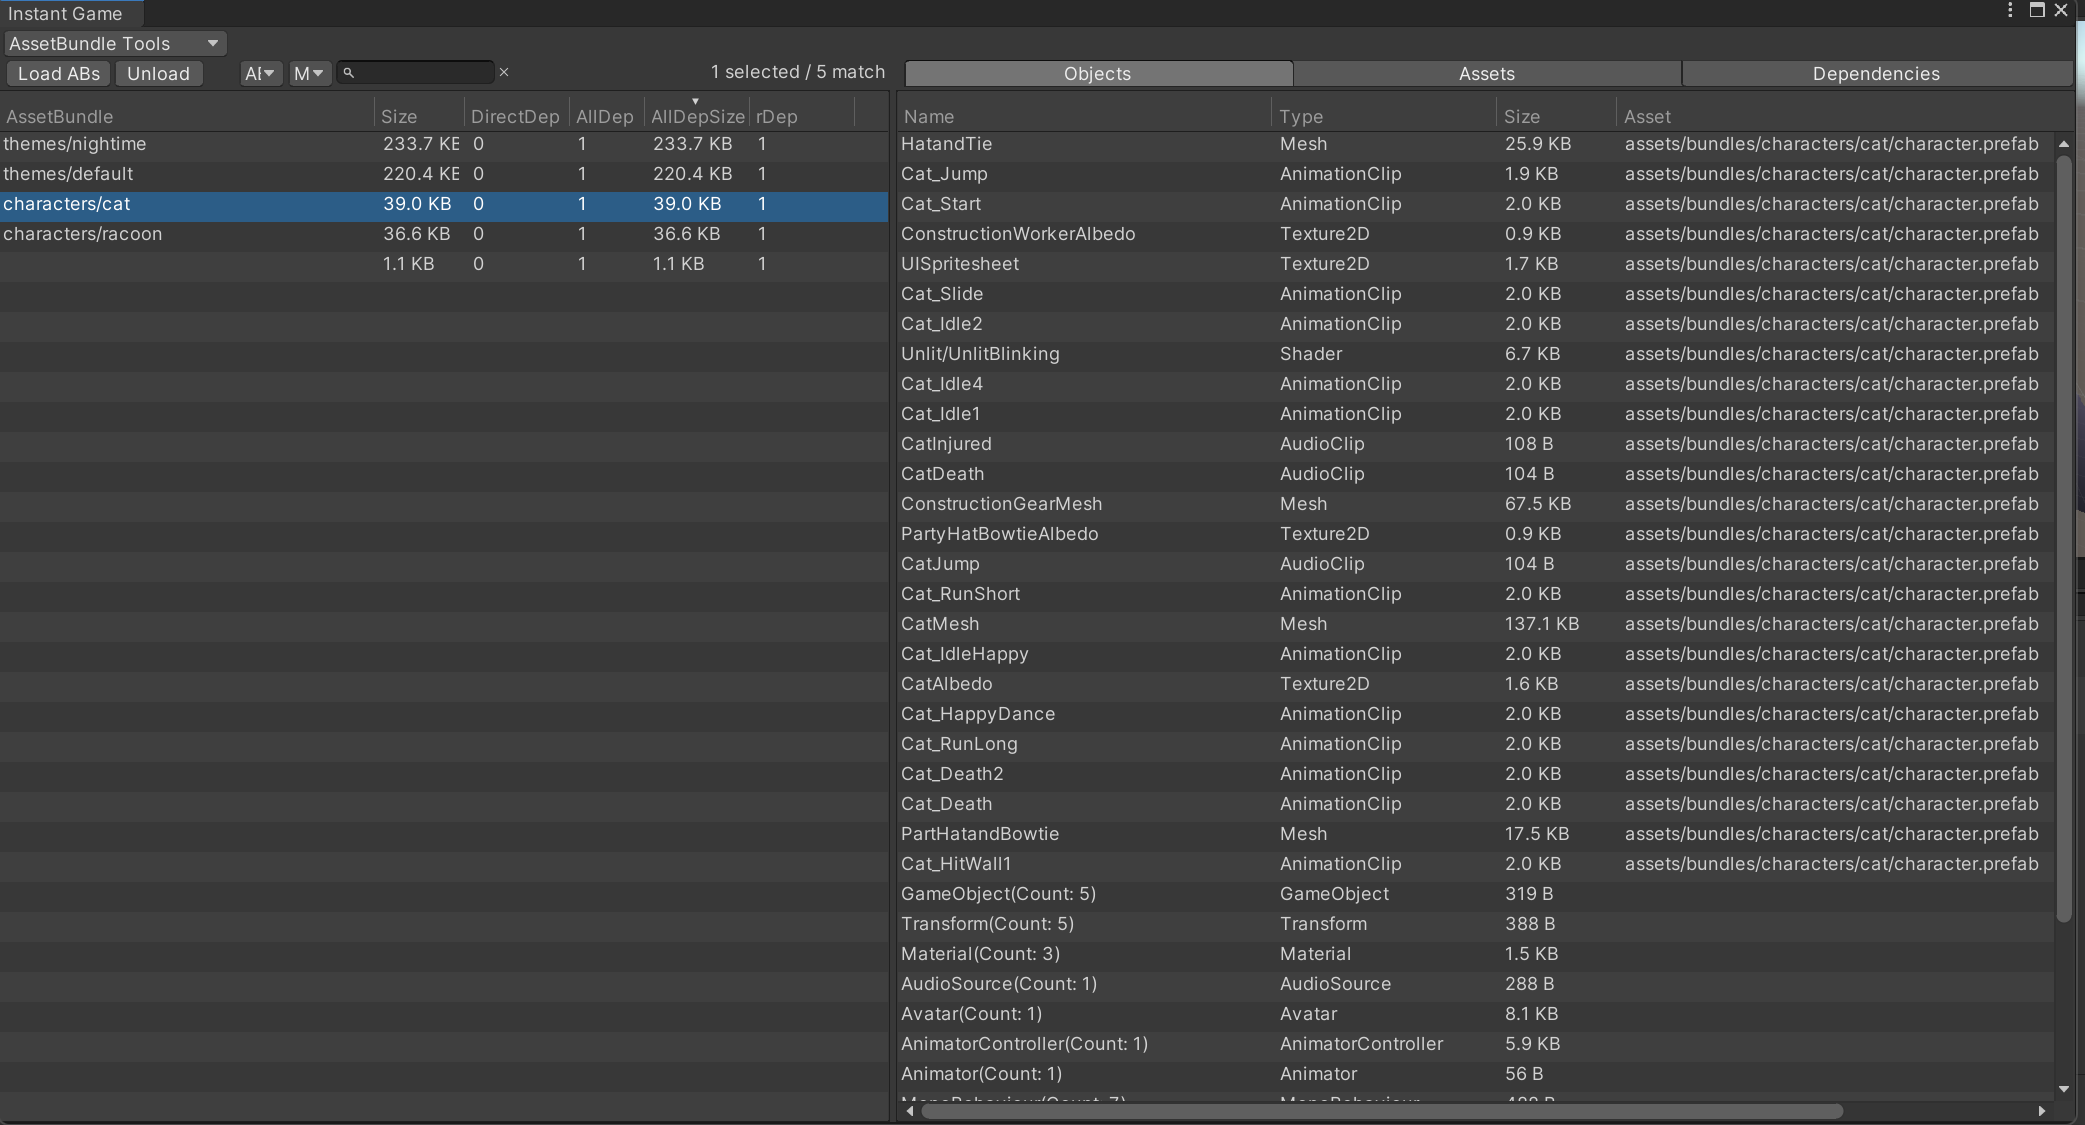 Instant Game
AssetBundle Tools
Load ABs Unload M 1 selected / 5 match Objects Assets Dependencies
AssetBundle Size DirectDep AllDep AllDepSize rDep Name Type Size Asset
themes/nightime 233.7 KB 0 1 233.7 KB 1
themes/default 220.4 KB 0 1 220.4 KB 1
characters/cat 39.0 KB 0 1 39.0 KB 1
characters/racoon 36.6 KB 0 1 36.6 KB 1
1.1 KB 0 1 1.1 KB 1
HatandTie Mesh 25.9 KB assets/bundles/characters/cat/character.prefab
Cat_Jump AnimationClip 1.9 KB assets/bundles/characters/cat/character.prefab
Cat_Start AnimationClip 2.0 KB assets/bundles/characters/cat/character.prefab
ConstructionWorkerAlbedo Texture2D 0.9 KB assets/bundles/characters/cat/character.prefab
UISpritesheet Texture2D 1.7 KB assets/bundles/characters/cat/character.prefab
Cat_Slide AnimationClip 2.0 KB assets/bundles/characters/cat/character.prefab
Cat_Idle2 AnimationClip 2.0 KB assets/bundles/characters/cat/character.prefab
Unlit/UnlitBlinking Shader 6.7 KB assets/bundles/characters/cat/character.prefab
Cat_Idle4 AnimationClip 2.0 KB assets/bundles/characters/cat/character.prefab
Cat_Idle1 AnimationClip 2.0 KB assets/bundles/characters/cat/character.prefab
CatInjured AudioClip 108 B assets/bundles/characters/cat/character.prefab
CatDeath AudioClip 104 B assets/bundles/characters/cat/character.prefab
ConstructionGearMesh Mesh 67.5 KB assets/bundles/characters/cat/character.prefab
PartyHatBowtieAlbedo Texture2D 0.9 KB assets/bundles/characters/cat/character.prefab
CatJump AudioClip 104 B assets/bundles/characters/cat/character.prefab
Cat_RunShort AnimationClip 2.0 KB assets/bundles/characters/cat/character.prefab
CatMesh Mesh 137.1 KB assets/bundles/characters/cat/character.prefab
Cat_IdleHappy AnimationClip 2.0 KB assets/bundles/characters/cat/character.prefab
CatAlbedo Texture2D 1.6 KB assets/bundles/characters/cat/character.prefab
Cat_HappyDance AnimationClip 2.0 KB assets/bundles/characters/cat/character.prefab
Cat_RunLong AnimationClip 2.0 KB assets/bundles/characters/cat/character.prefab
Cat_Death2 AnimationClip 2.0 KB assets/bundles/characters/cat/character.prefab
Cat_Death AnimationClip 2.0 KB assets/bundles/characters/cat/character.prefab
PartHatandBowtie Mesh 17.5 KB assets/bundles/characters/cat/character.prefab
Cat_HitWall1 AnimationClip 2.0 KB assets/bundles/characters/cat/character.prefab
GameObject(Count: 5) GameObject 319 B
Transform(Count: 5) Transform 388 B
Material(Count: 3) Material 1.5 KB
AudioSource(Count: 1) AudioSource 288 B
Avatar(Count: 1) Avatar 8.1 KB
AnimatorController(Count: 1) AnimatorController 5.9 KB
Animator(Count: 1) Animator 56 B